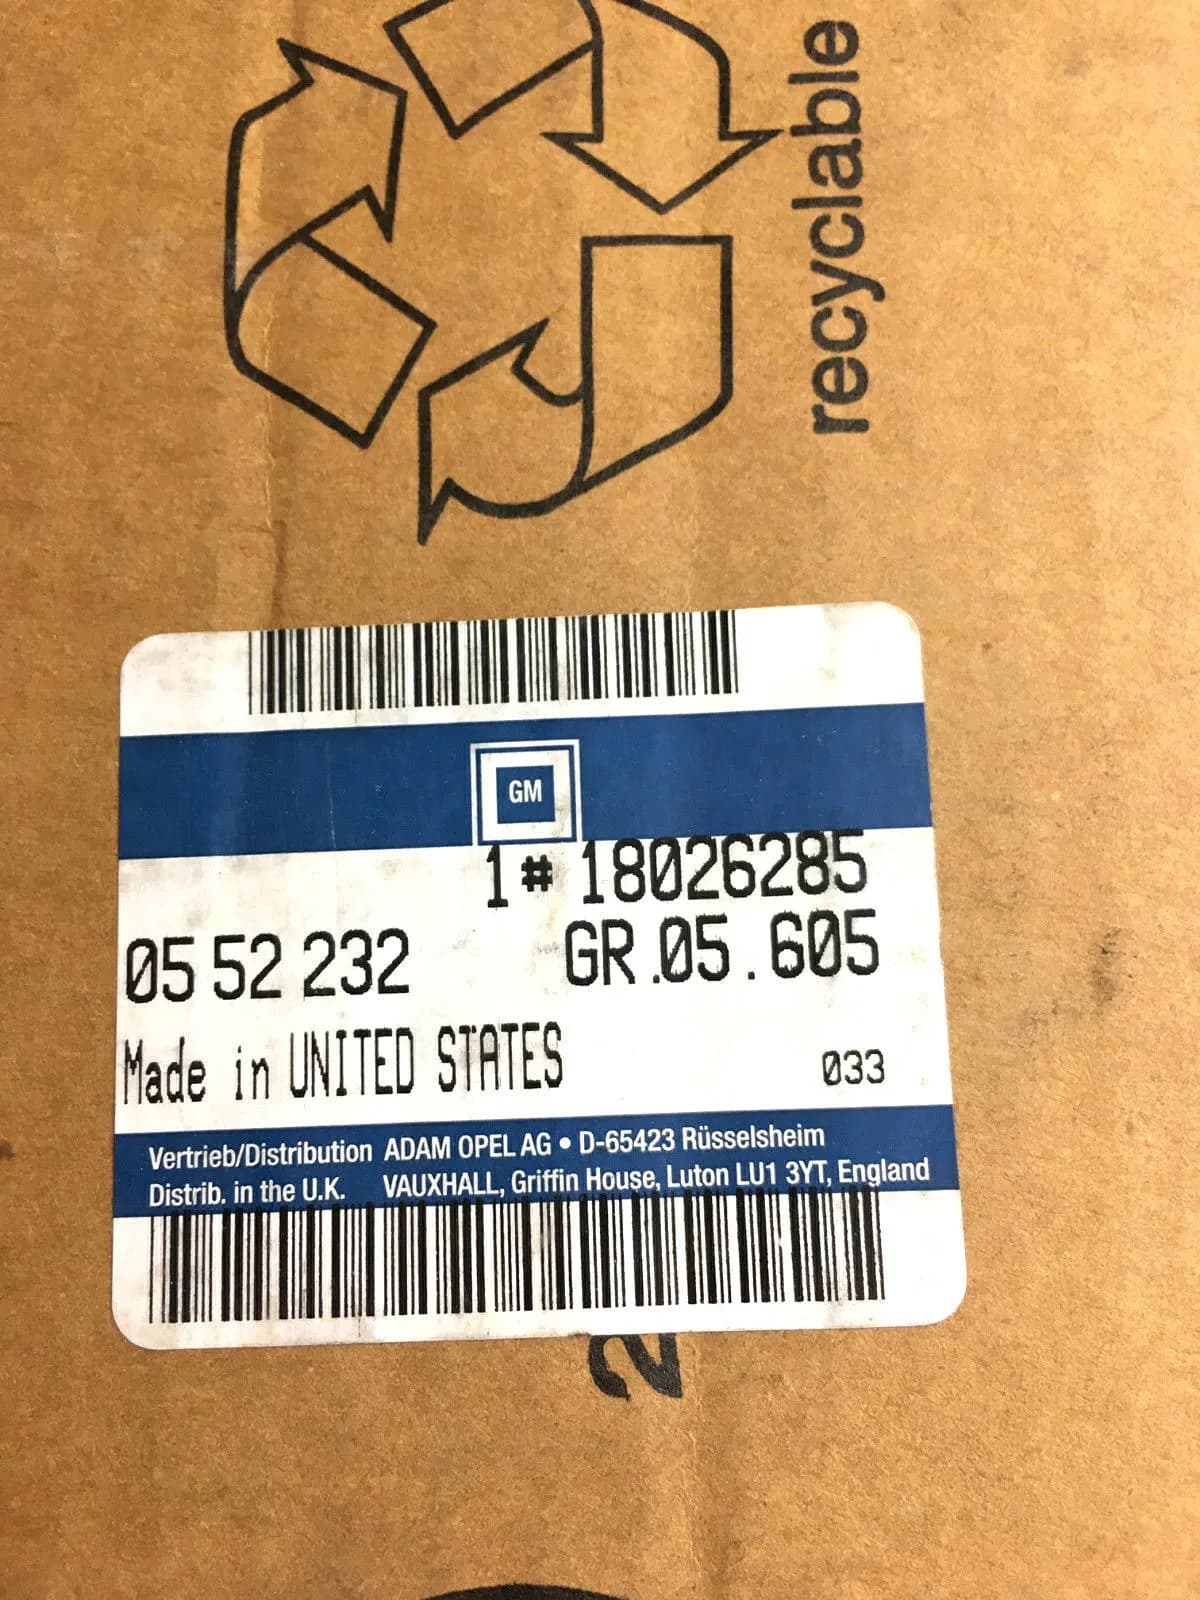 recyclable
GM
1 # 18026285
05 52 232 GR.05.605
Made in UNITED STATES 033
Vertrieb/Distribution ADAM OPEL AG • D-65423 Rüsselsheim
Distrib. in the U.K. VAUXHALL, Griffin House, Luton LU1 3YT, England
2